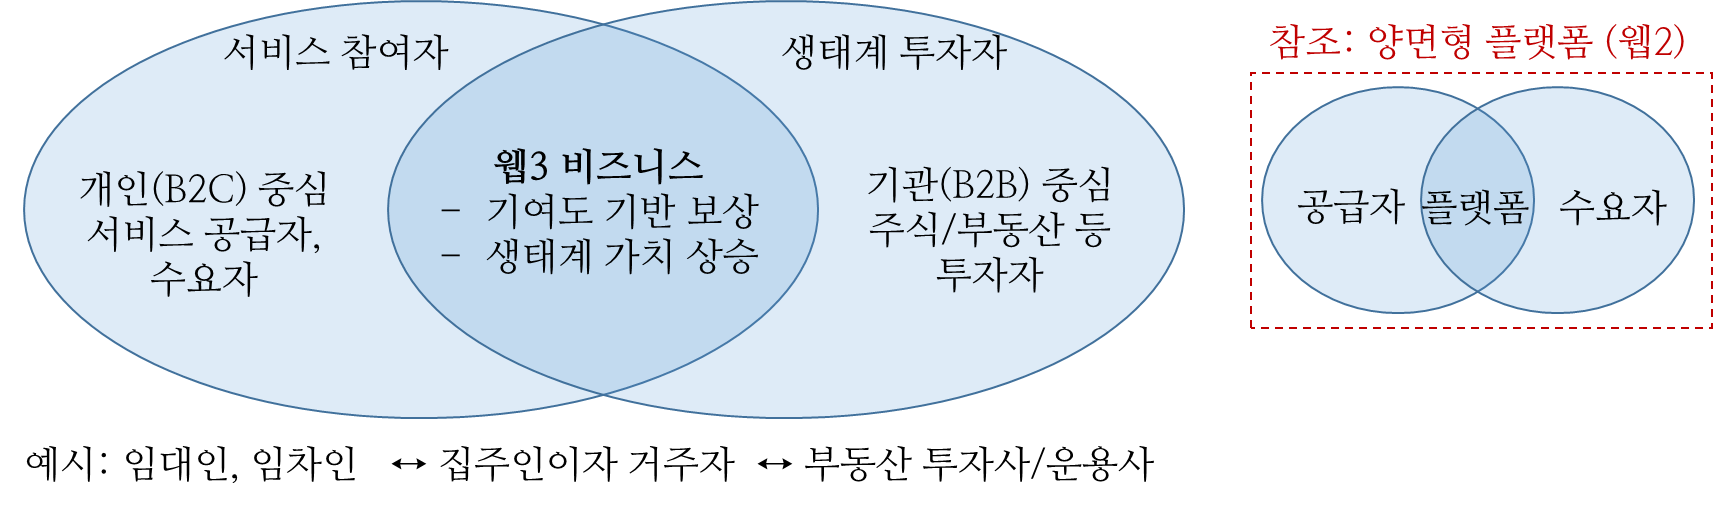 서비스 참여자
개인(B2C) 중심
서비스 공급자,
수요자
웹3 비즈니스
- 기여도 기반 보상
- 생태계 가치 상승
생태계 투자자
기관(B2B) 중심
주식/부동산 등
투자자
예시: 임대인, 임차인 ↔ 집주인이자 거주자 ↔ 부동산 투자사/운용사
참조: 양면형 플랫폼 (웹2)
공급자 플랫폼 수요자